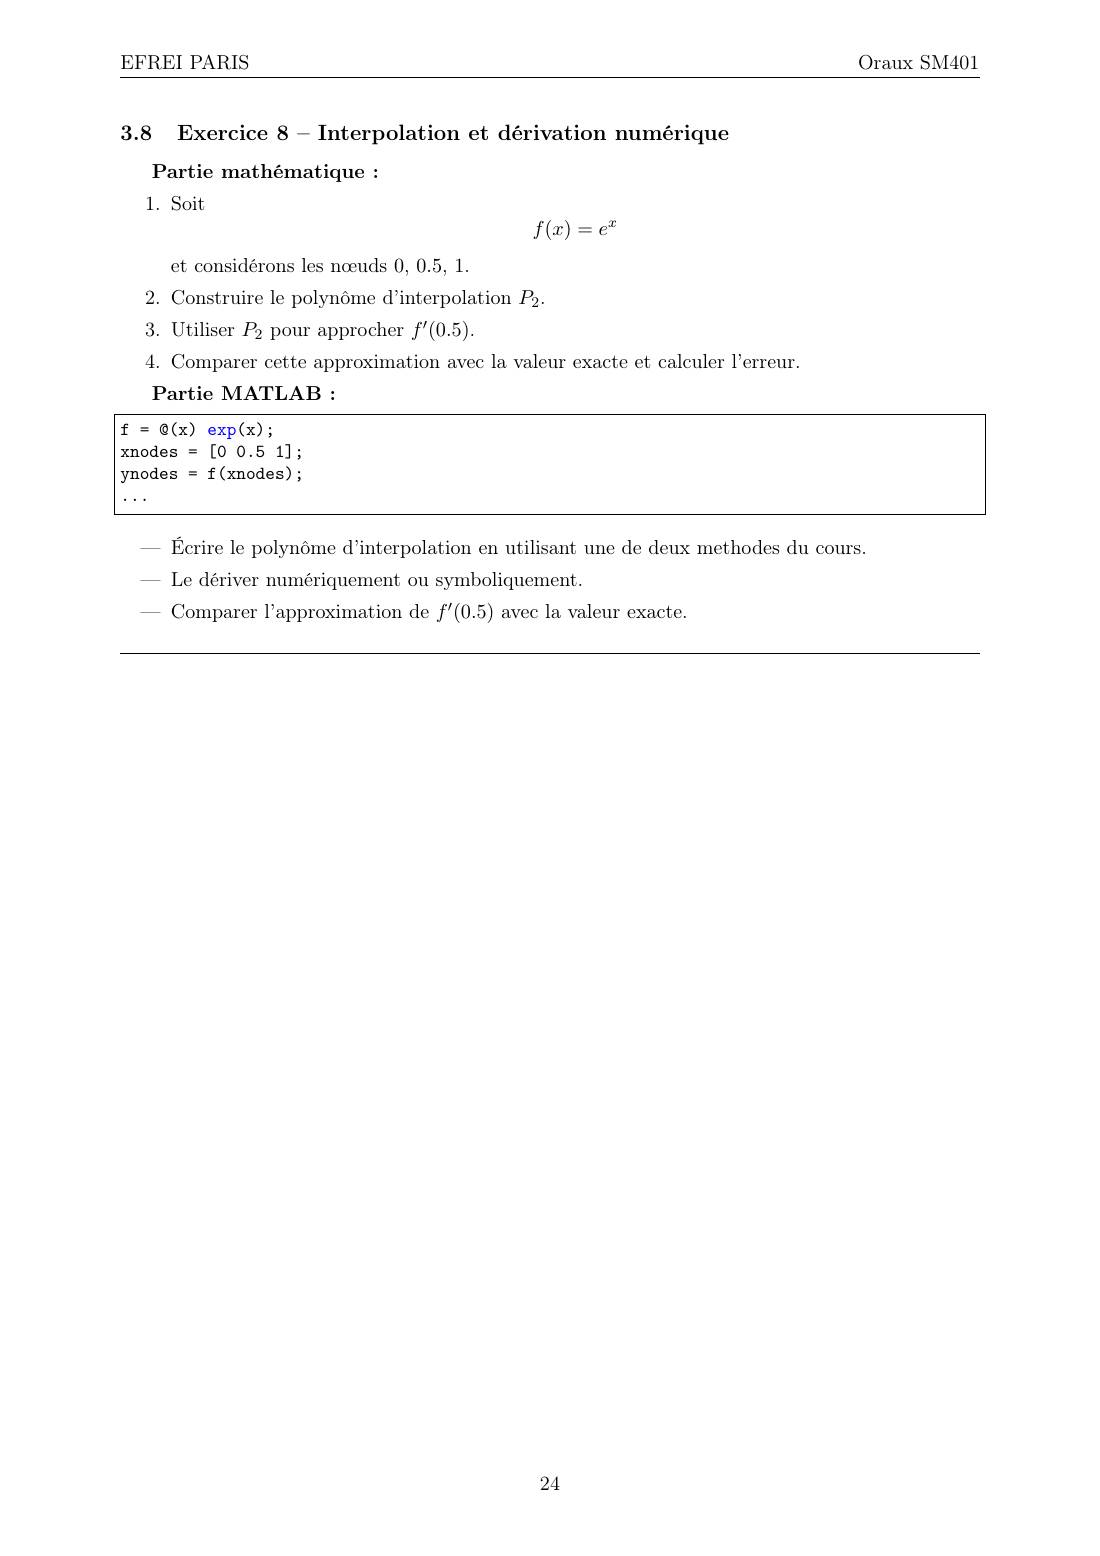 EFREI PARIS Oraux SM401
3.8 Exercice 8 – Interpolation et dérivation numérique
Partie mathématique :
1. Soit
f(x) = eˣ
et considérons les nœuds 0, 0.5, 1.
2. Construire le polynôme d'interpolation P₂.
3. Utiliser P₂ pour approcher f′(0.5).
4. Comparer cette approximation avec la valeur exacte et calculer l'erreur.
Partie MATLAB :
f = @(x) exp(x);
xnodes = [0 0.5 1];
ynodes = f(xnodes);
...
— Écrire le polynôme d'interpolation en utilisant une de deux methodes du cours.
— Le dériver numériquement ou symboliquement.
— Comparer l'approximation de f′(0.5) avec la valeur exacte.
24